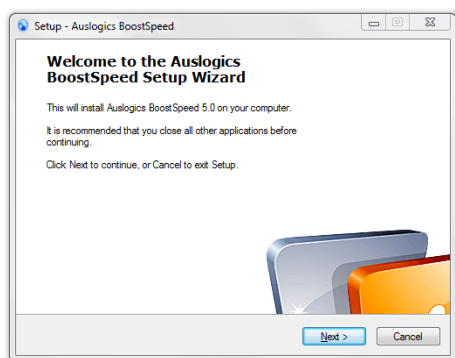 Setup - Auslogics BoostSpeed
Welcome to the Auslogics
BoostSpeed Setup Wizard
This will install Auslogics BoostSpeed 5.0 on your computer.
It is recommended that you close all other applications before
continuing.
Click Next to continue, or Cancel to exit Setup.
Next >
Cancel